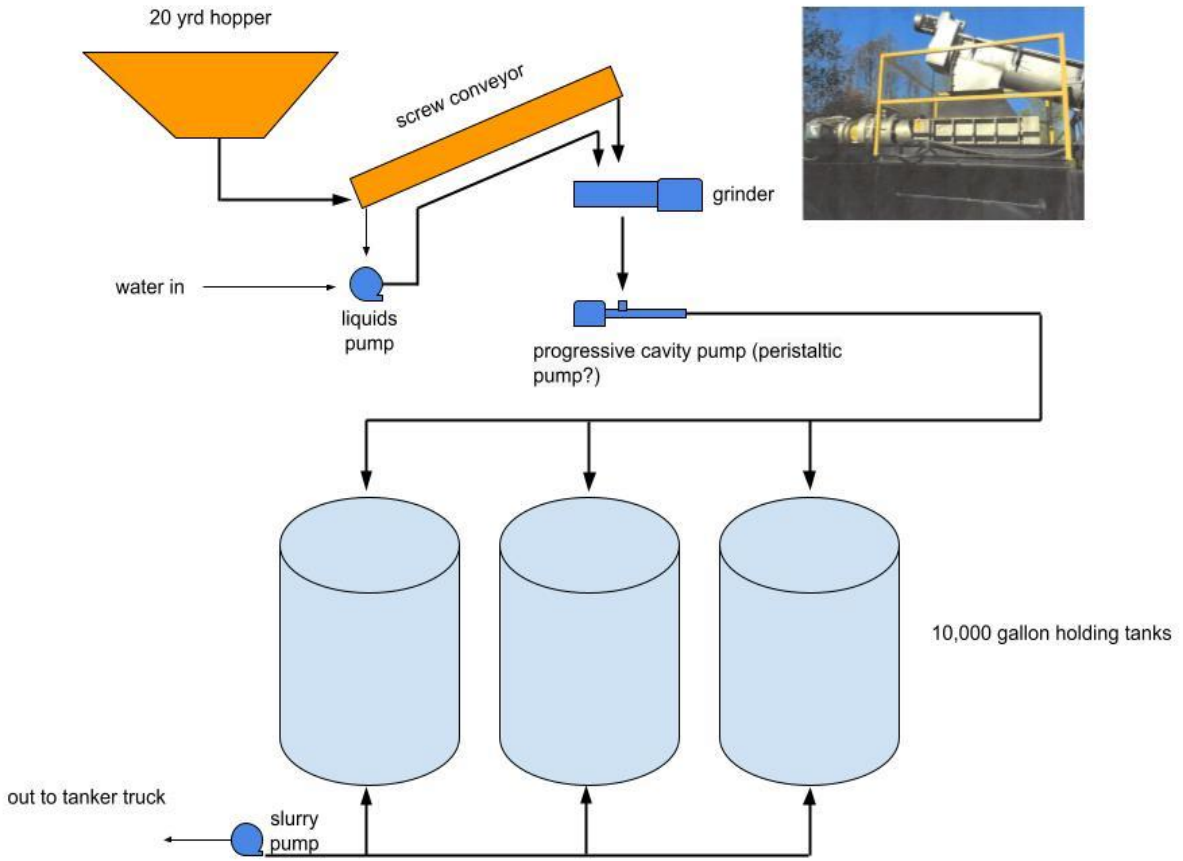 20 yrd hopper
screw conveyor
grinder
water in
liquids
pump
progressive cavity pump (peristaltic
pump?)
10,000 gallon holding tanks
out to tanker truck
slurry
pump